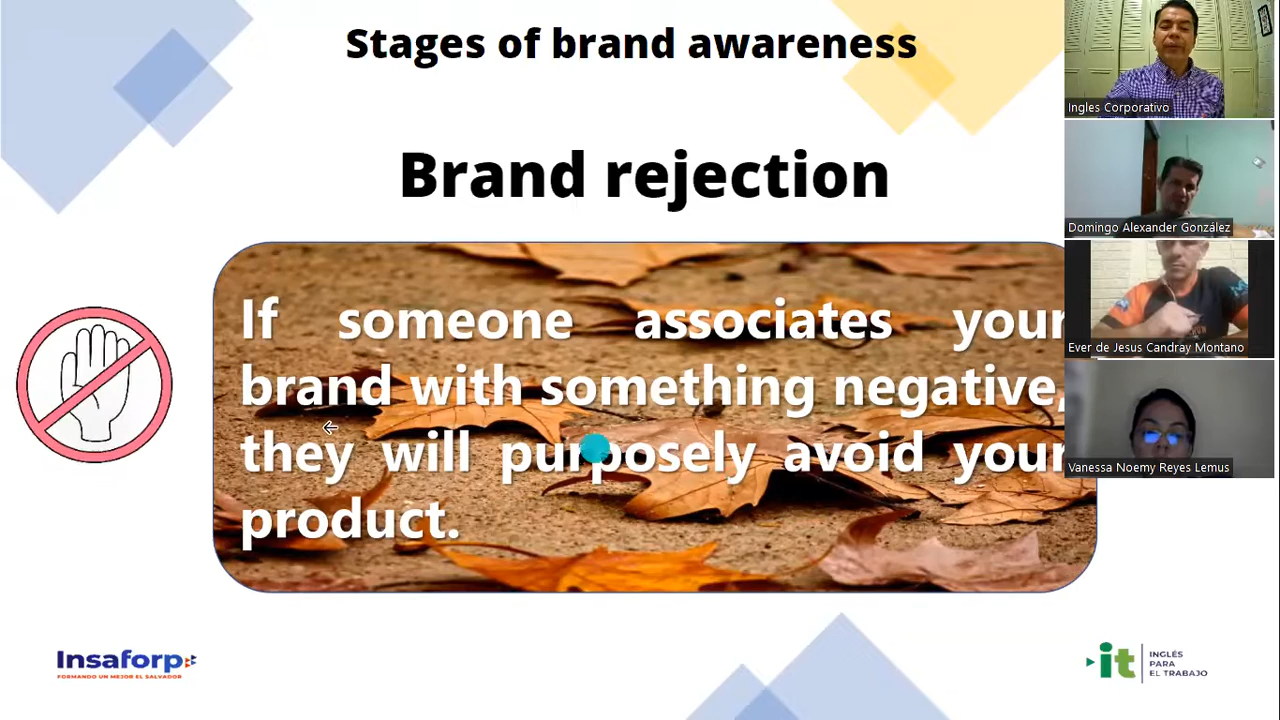 Stages of brand awareness
Brand rejection
If someone associates your
brand with something negative,
they will purposely avoid your
product.
Insaforp
FORMANDO UN MEJOR EL SALVADOR
it
INGLÉS
PARA
EL TRABAJO
Ingles Corporativo
Domingo Alexander González
Ever de Jesus Candray Montano
Vanessa Noemy Reyes Lemus